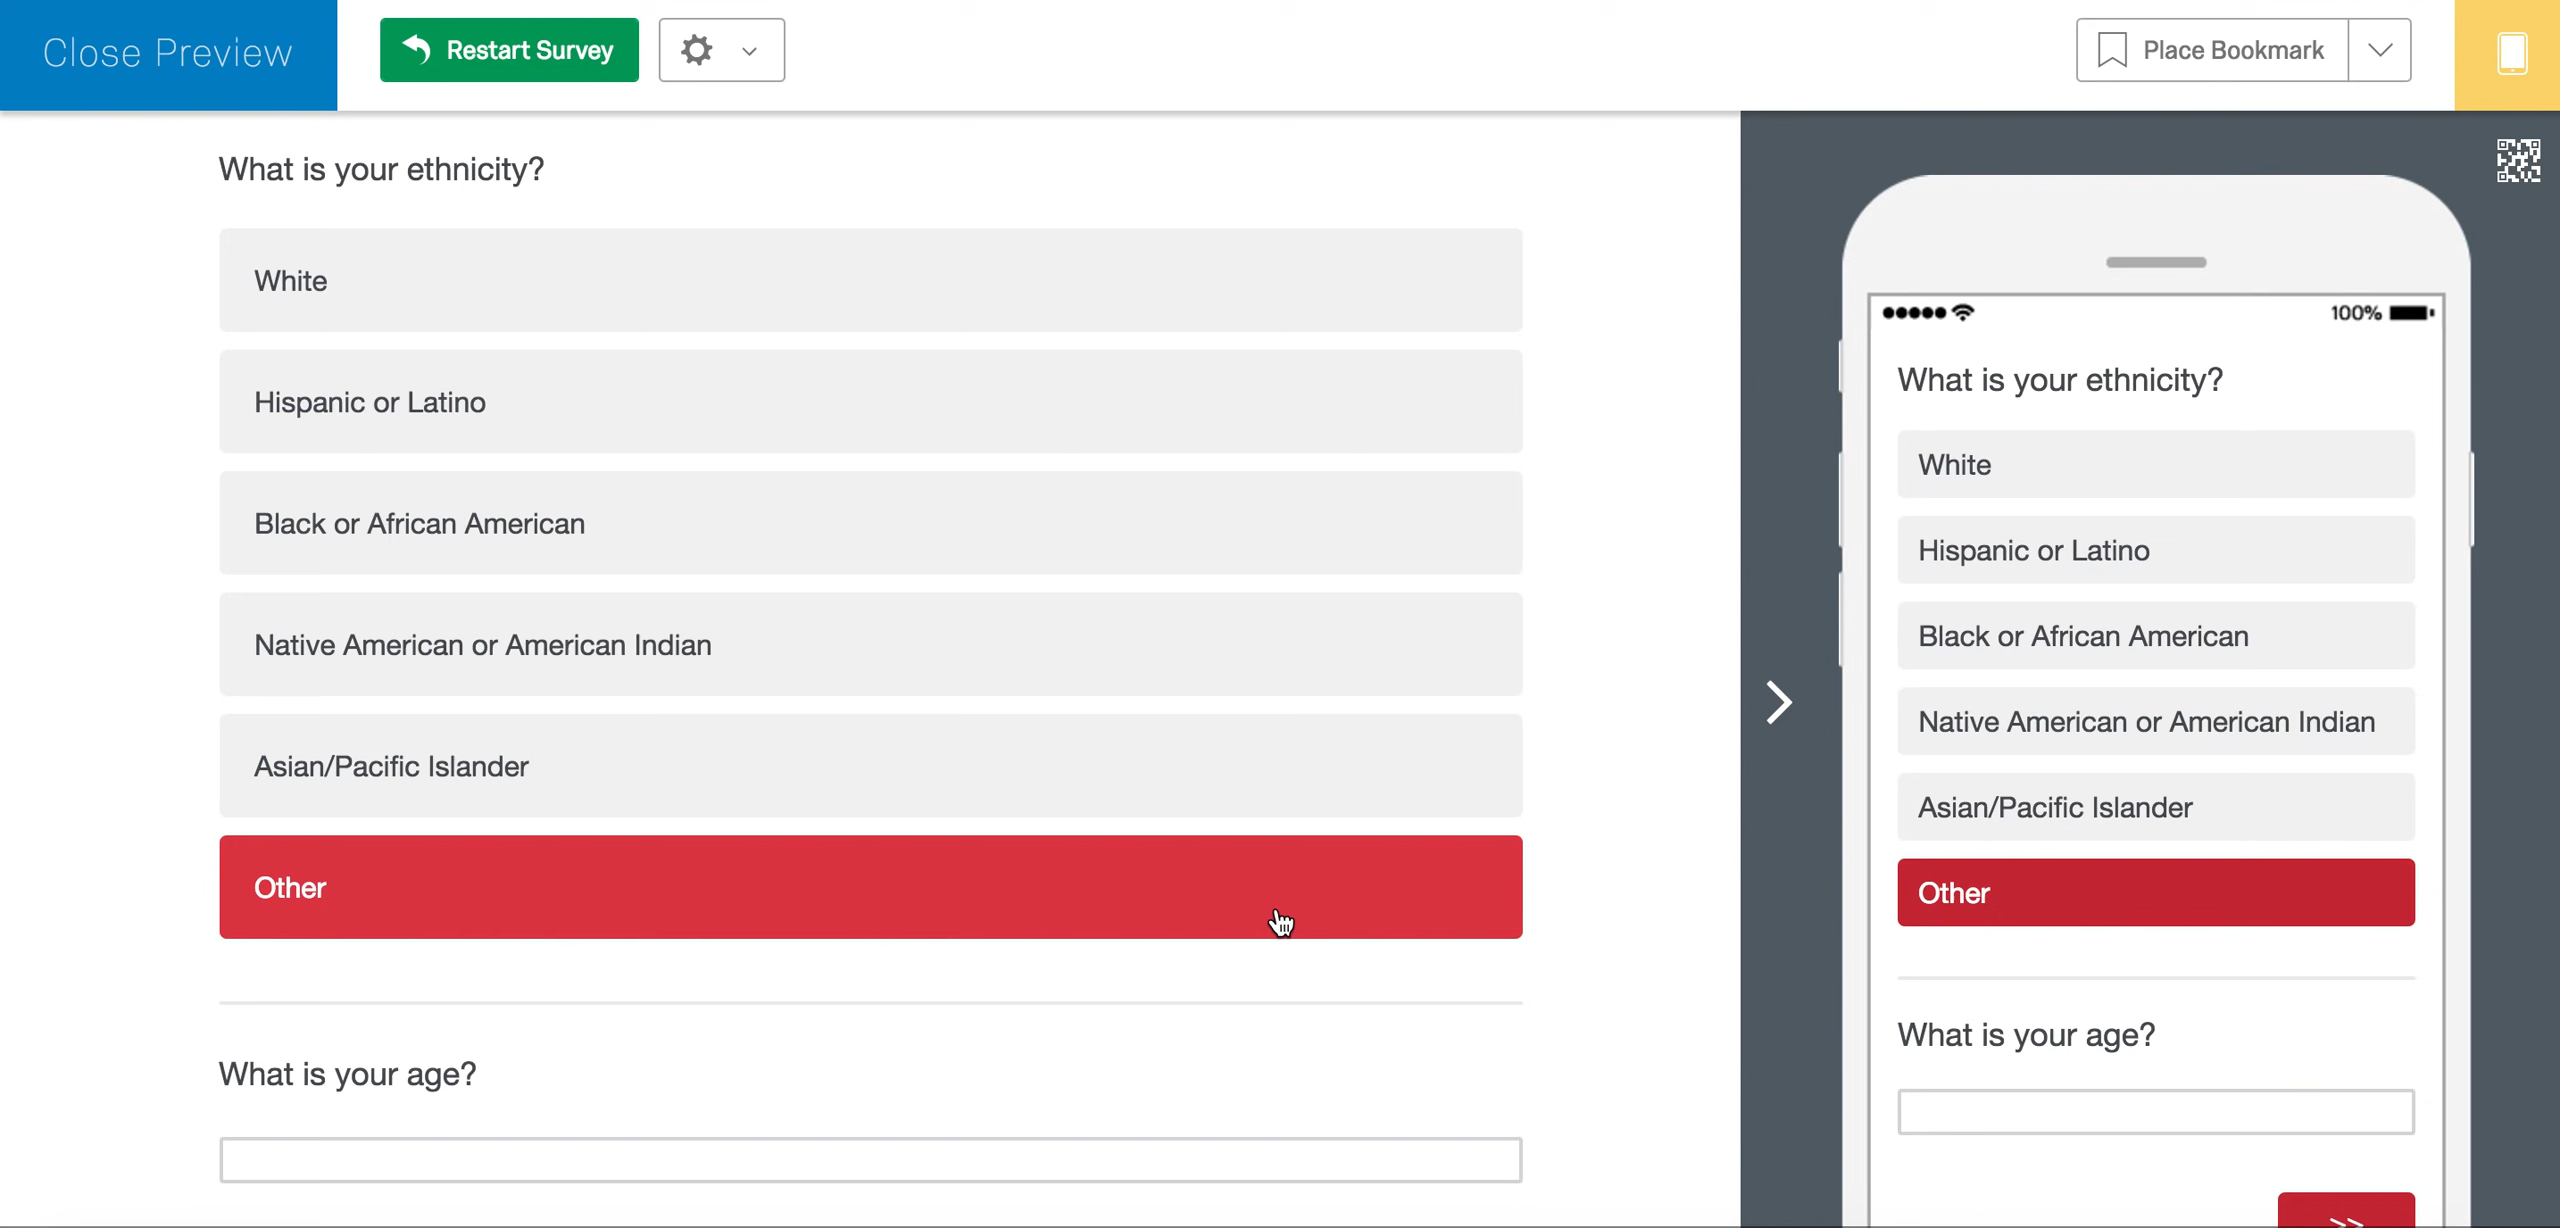 Close Preview
Restart Survey
Place Bookmark
What is your ethnicity?
White
Hispanic or Latino
Black or African American
Native American or American Indian
Asian/Pacific Islander
Other
What is your age?
100%
What is your ethnicity?
White
Hispanic or Latino
Black or African American
Native American or American Indian
Asian/Pacific Islander
Other
What is your age?
>>